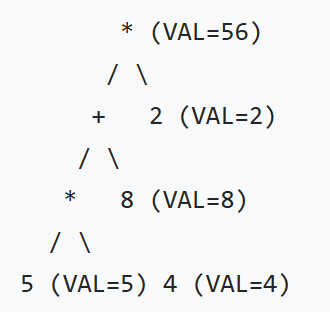 * (VAL=56)
/ \
+ 2 (VAL=2)
/ \
* 8 (VAL=8)
/ \
5 (VAL=5) 4 (VAL=4)